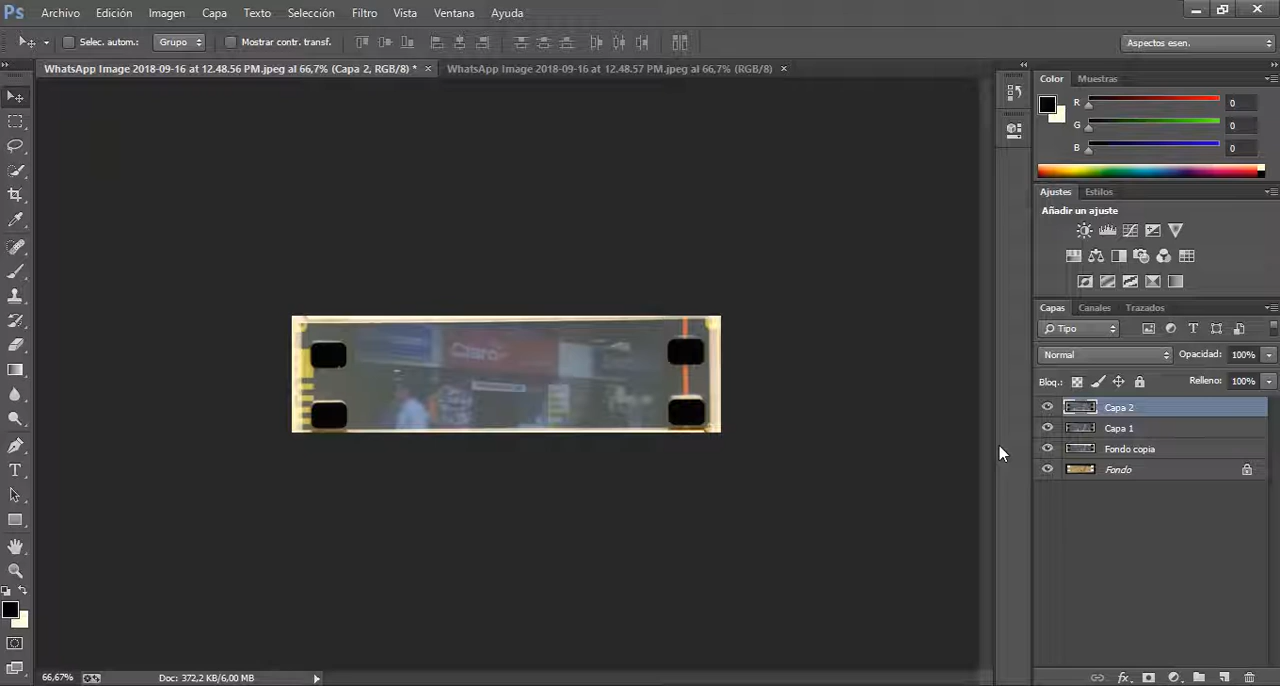 Ps Archivo Edición Imagen Capa Texto Selección Filtro Vista Ventana Ayuda
Selec. autom.: Grupo Mostrar contr. transf. Aspectos esen.
WhatsApp Image 2018-09-16 at 12.48.56 PM.jpeg al 66,7% (Capa 2, RGB/8) * × WhatsApp Image 2018-09-16 at 12.48.57 PM.jpeg al 66,7% (RGB/8) ×
Color Muestras
R 0
G 0
B 0
Ajustes Estilos
Añadir un ajuste
Capas Canales Trazados
Tipo
Normal Opacidad: 100%
Bloq.: Relleno: 100%
Capa 2
Capa 1
Fondo copia
Fondo
Claro
66,67% Doc: 372,2 KB/6,00 MB